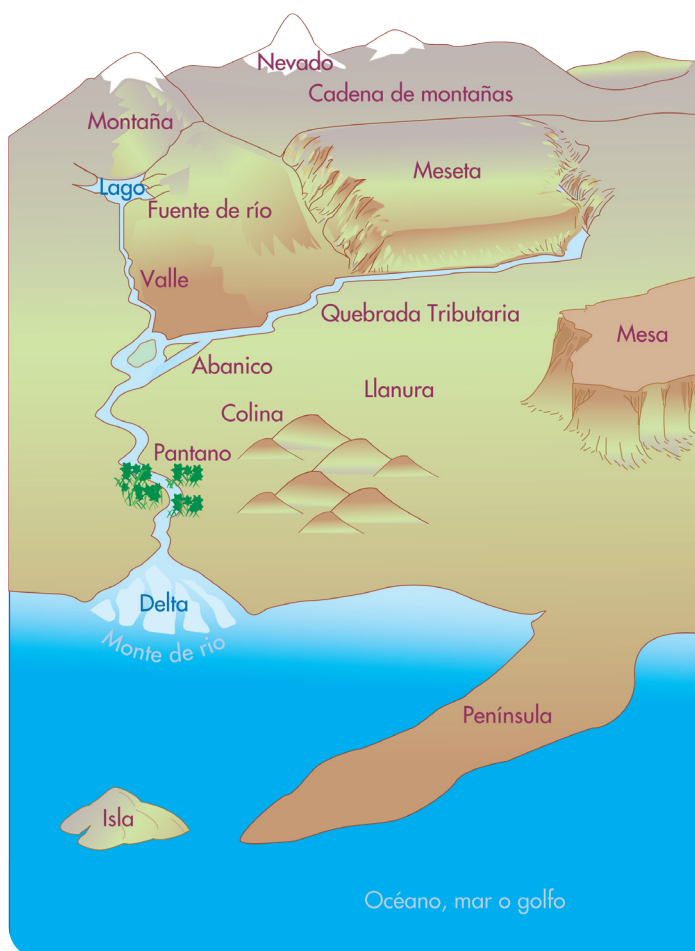 Nevado
Cadena de montañas
Montaña
Meseta
Lago
Fuente de río
Valle
Quebrada Tributaria
Mesa
Abanico
Llanura
Colina
Pantano
Delta
Monte de rio
Península
Isla
Océano, mar o golfo